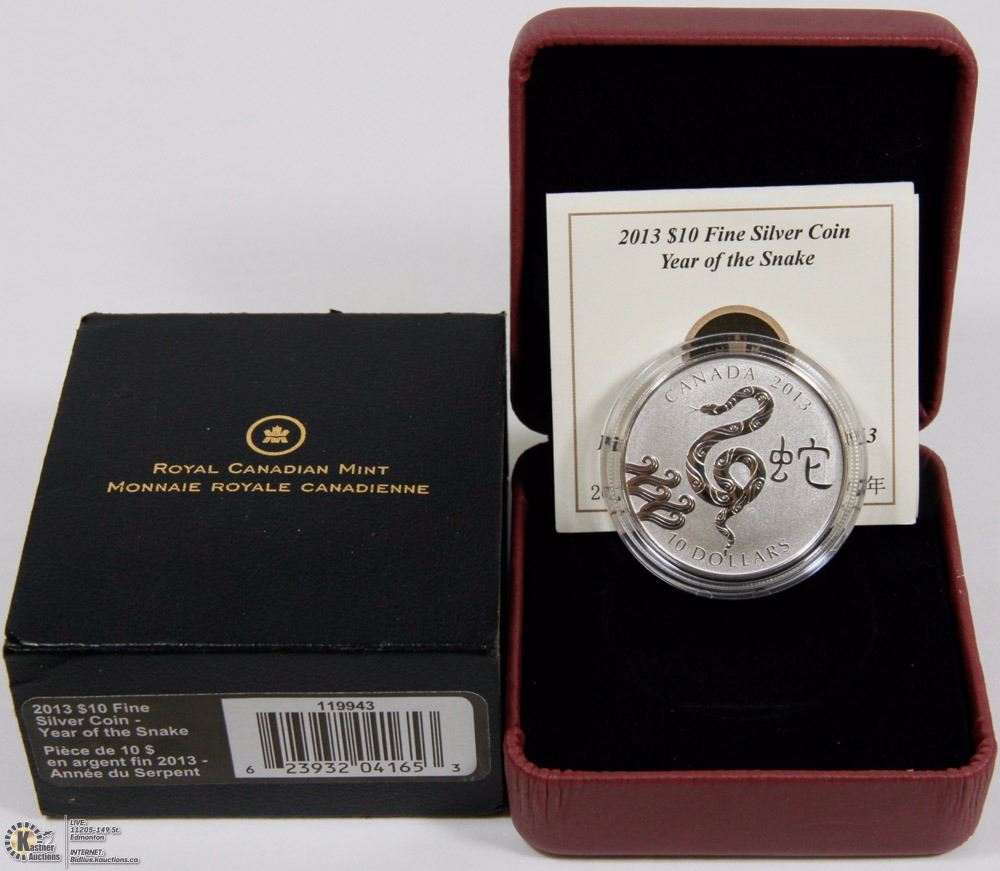 ROYAL CANADIAN MINT
MONNAIE ROYALE CANADIENNE
2013 $10 Fine
Silver Coin -
Year of the Snake
Pièce de 10 $
en argent fin 2013 -
Année du Serpent
119943
6 23932 04165 3
2013 $10 Fine Silver Coin
Year of the Snake
CANADA 2013
蛇
10 DOLLARS
年
Kastner
Auctions
LIVE:
11205-149 St.
Edmonton
INTERNET:
Bidlive.kauctions.ca